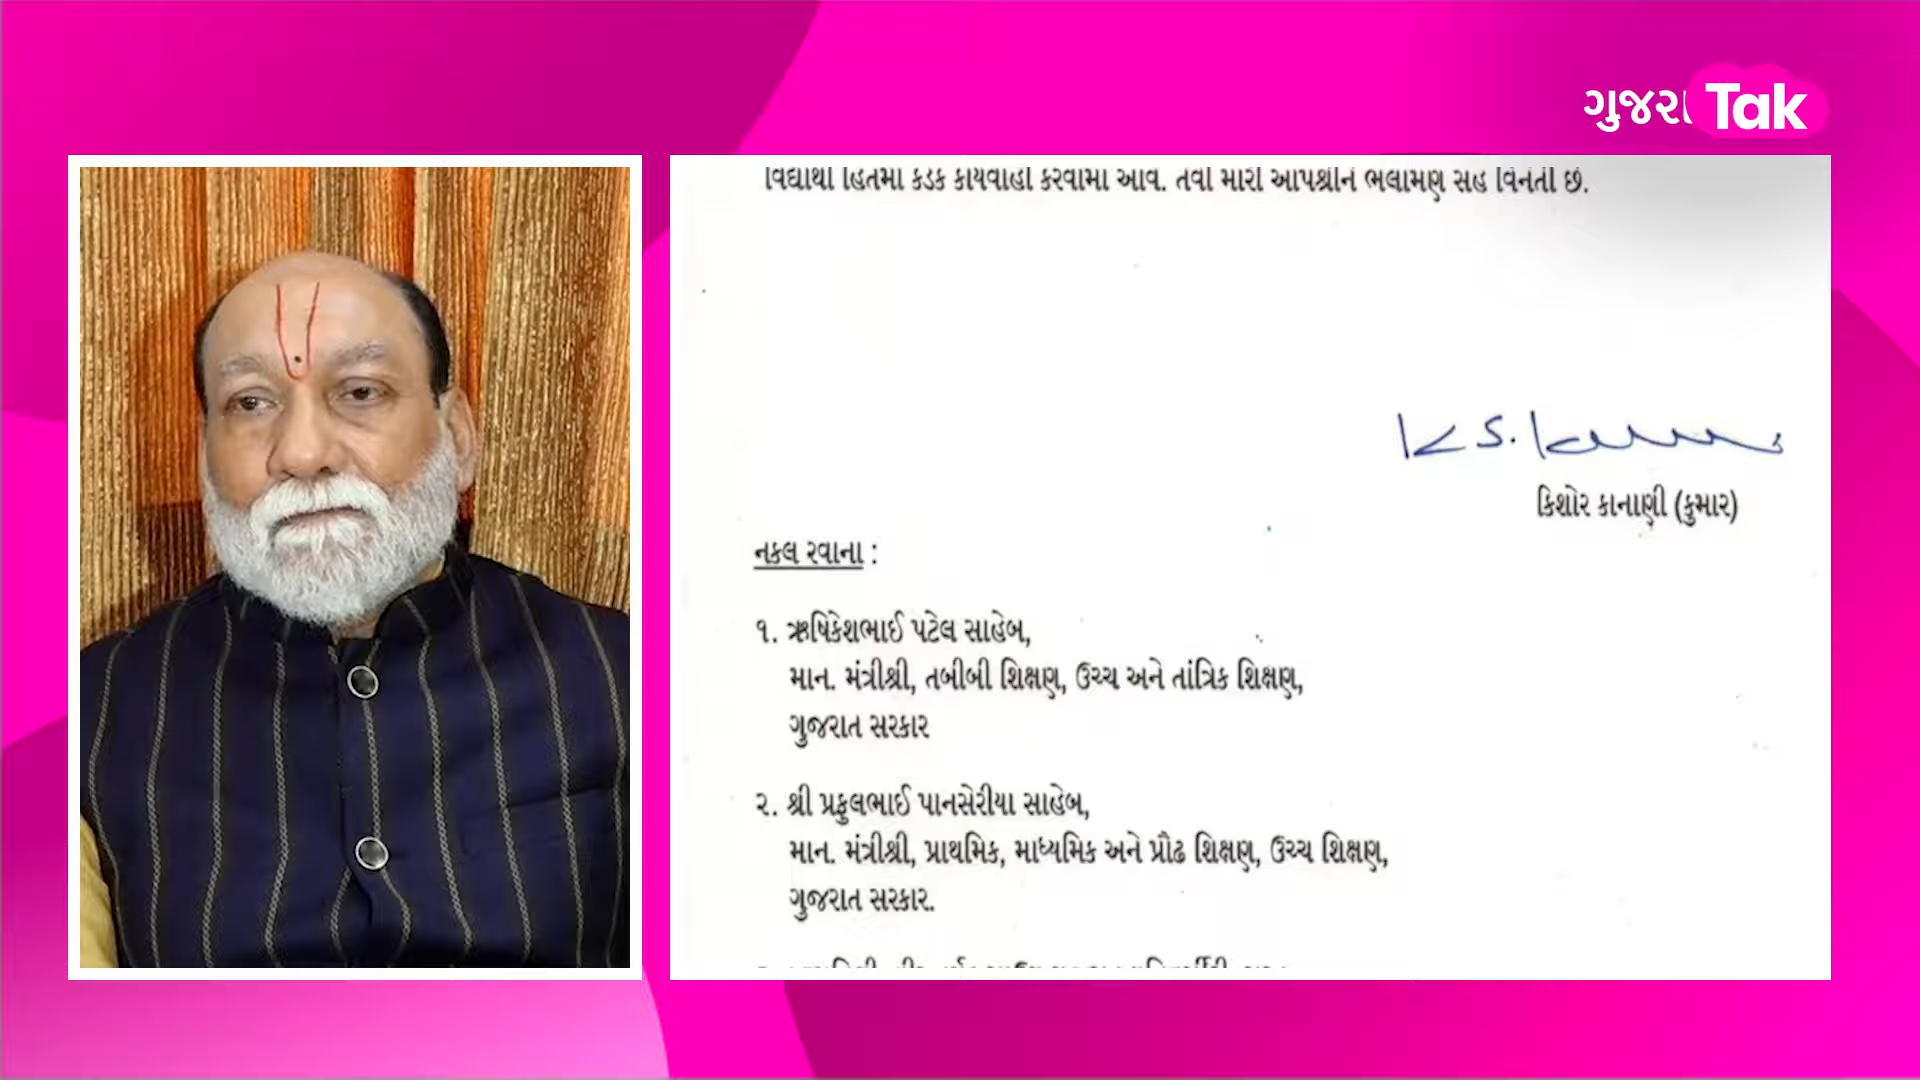 ગુજરા Tak
વિદ્યાર્થી હિતમાં કડક કાર્યવાહી કરવામાં આવે. તેવી મારી આપશ્રીને ભલામણ સહ વિનંતી છે.
K S. Kanani
કિશોર કાનાણી (કુમાર)
નકલ રવાના :
૧. ઋષિકેશભાઈ પટેલ સાહેબ,
માન. મંત્રીશ્રી, તબીબી શિક્ષણ, ઉચ્ચ અને તાંત્રિક શિક્ષણ,
ગુજરાત સરકાર
૨. શ્રી પ્રફુલભાઈ પાનસેરીયા સાહેબ,
માન. મંત્રીશ્રી, પ્રાથમિક, માધ્યમિક અને પ્રૌઢ શિક્ષણ, ઉચ્ચ શિક્ષણ,
ગુજરાત સરકાર.